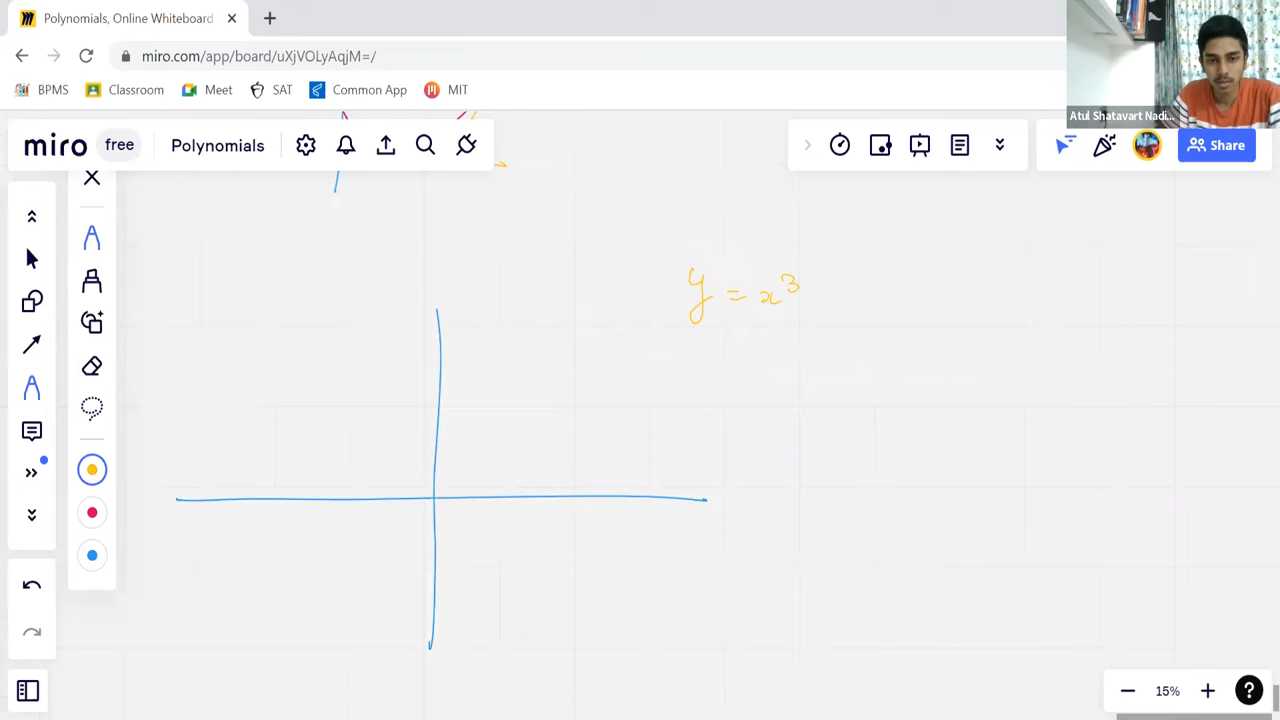 Polynomials, Online Whiteboard
miro.com/app/board/uXjVOLyAqjM=/
BPMS
Classroom
Meet
SAT
Common App
MIT
Atul Shatavart Nadi...
miro
free
Polynomials
Share
y = x³
15%